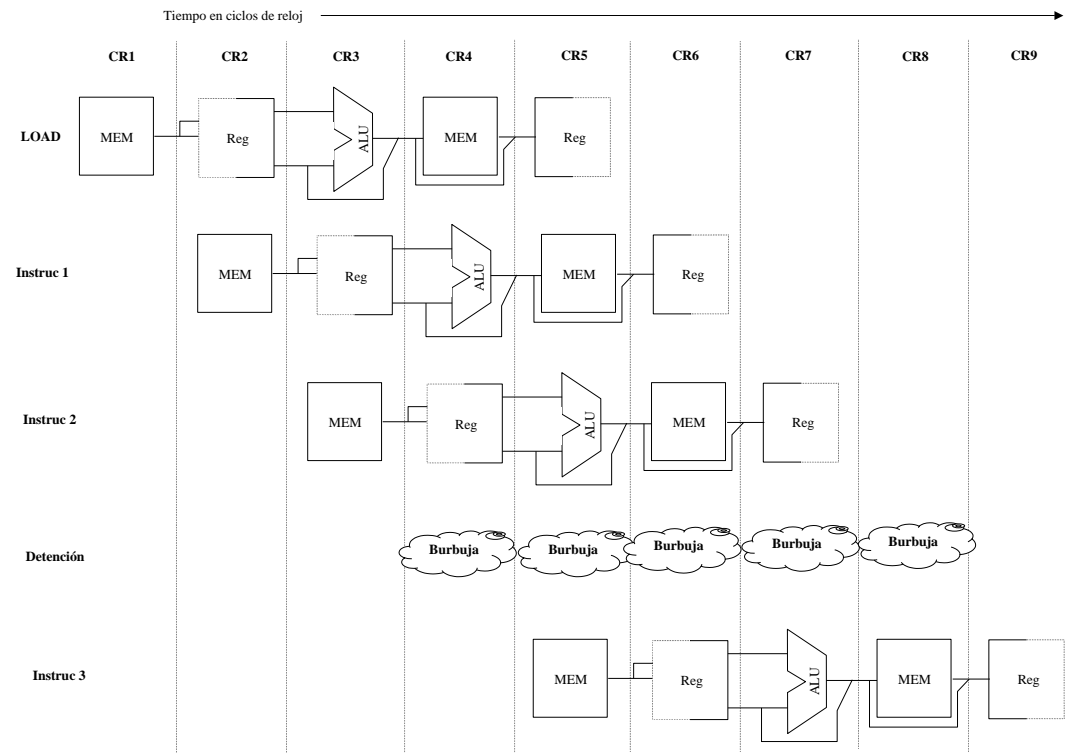 Tiempo en ciclos de reloj
CR1 CR2 CR3 CR4 CR5 CR6 CR7 CR8 CR9
LOAD MEM Reg ALU MEM Reg
Instruc 1 MEM Reg ALU MEM Reg
Instruc 2 MEM Reg ALU MEM Reg
Detención Burbuja Burbuja Burbuja Burbuja Burbuja
Instruc 3 MEM Reg ALU MEM Reg